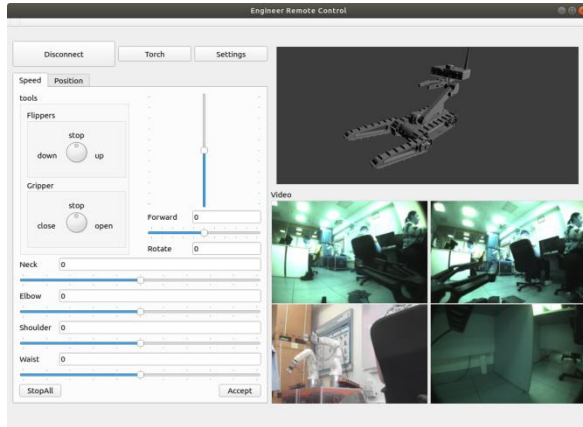 Engineer Remote Control
Disconnect
Torch
Settings
Speed
Position
tools
Flippers
stop
down
up
Gripper
stop
close
open
Forward
0
Rotate
0
Neck
0
Elbow
0
Shoulder
0
Waist
0
StopAll
Accept
Video